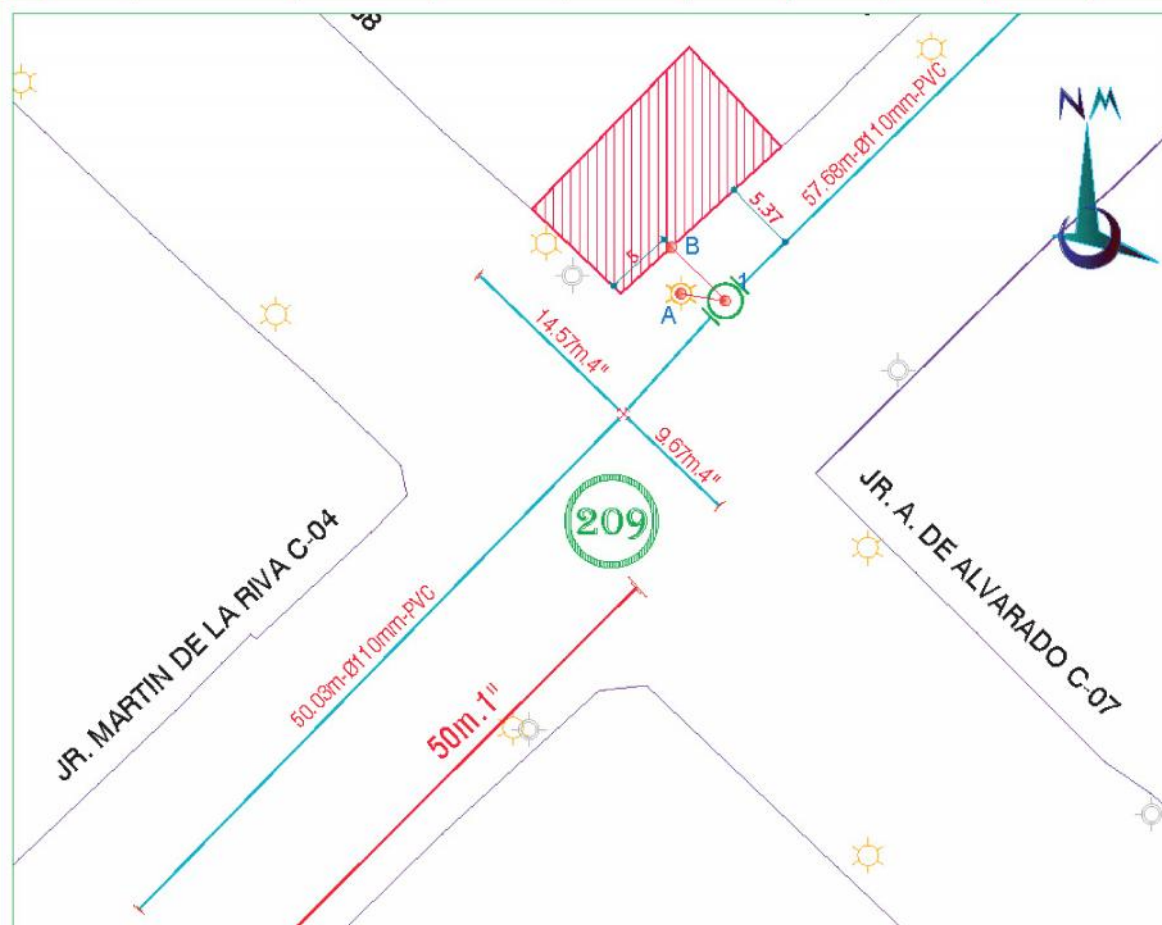 NM
57.68m-Ø110mm-PVC
5.37
B
5
1
A
14.57m.4"
9.67m.4"
209
JR. MARTIN DE LA RIVA C-04
JR. A. DE ALVARADO C-07
50.03m-Ø110mm-PVC
50m.1"